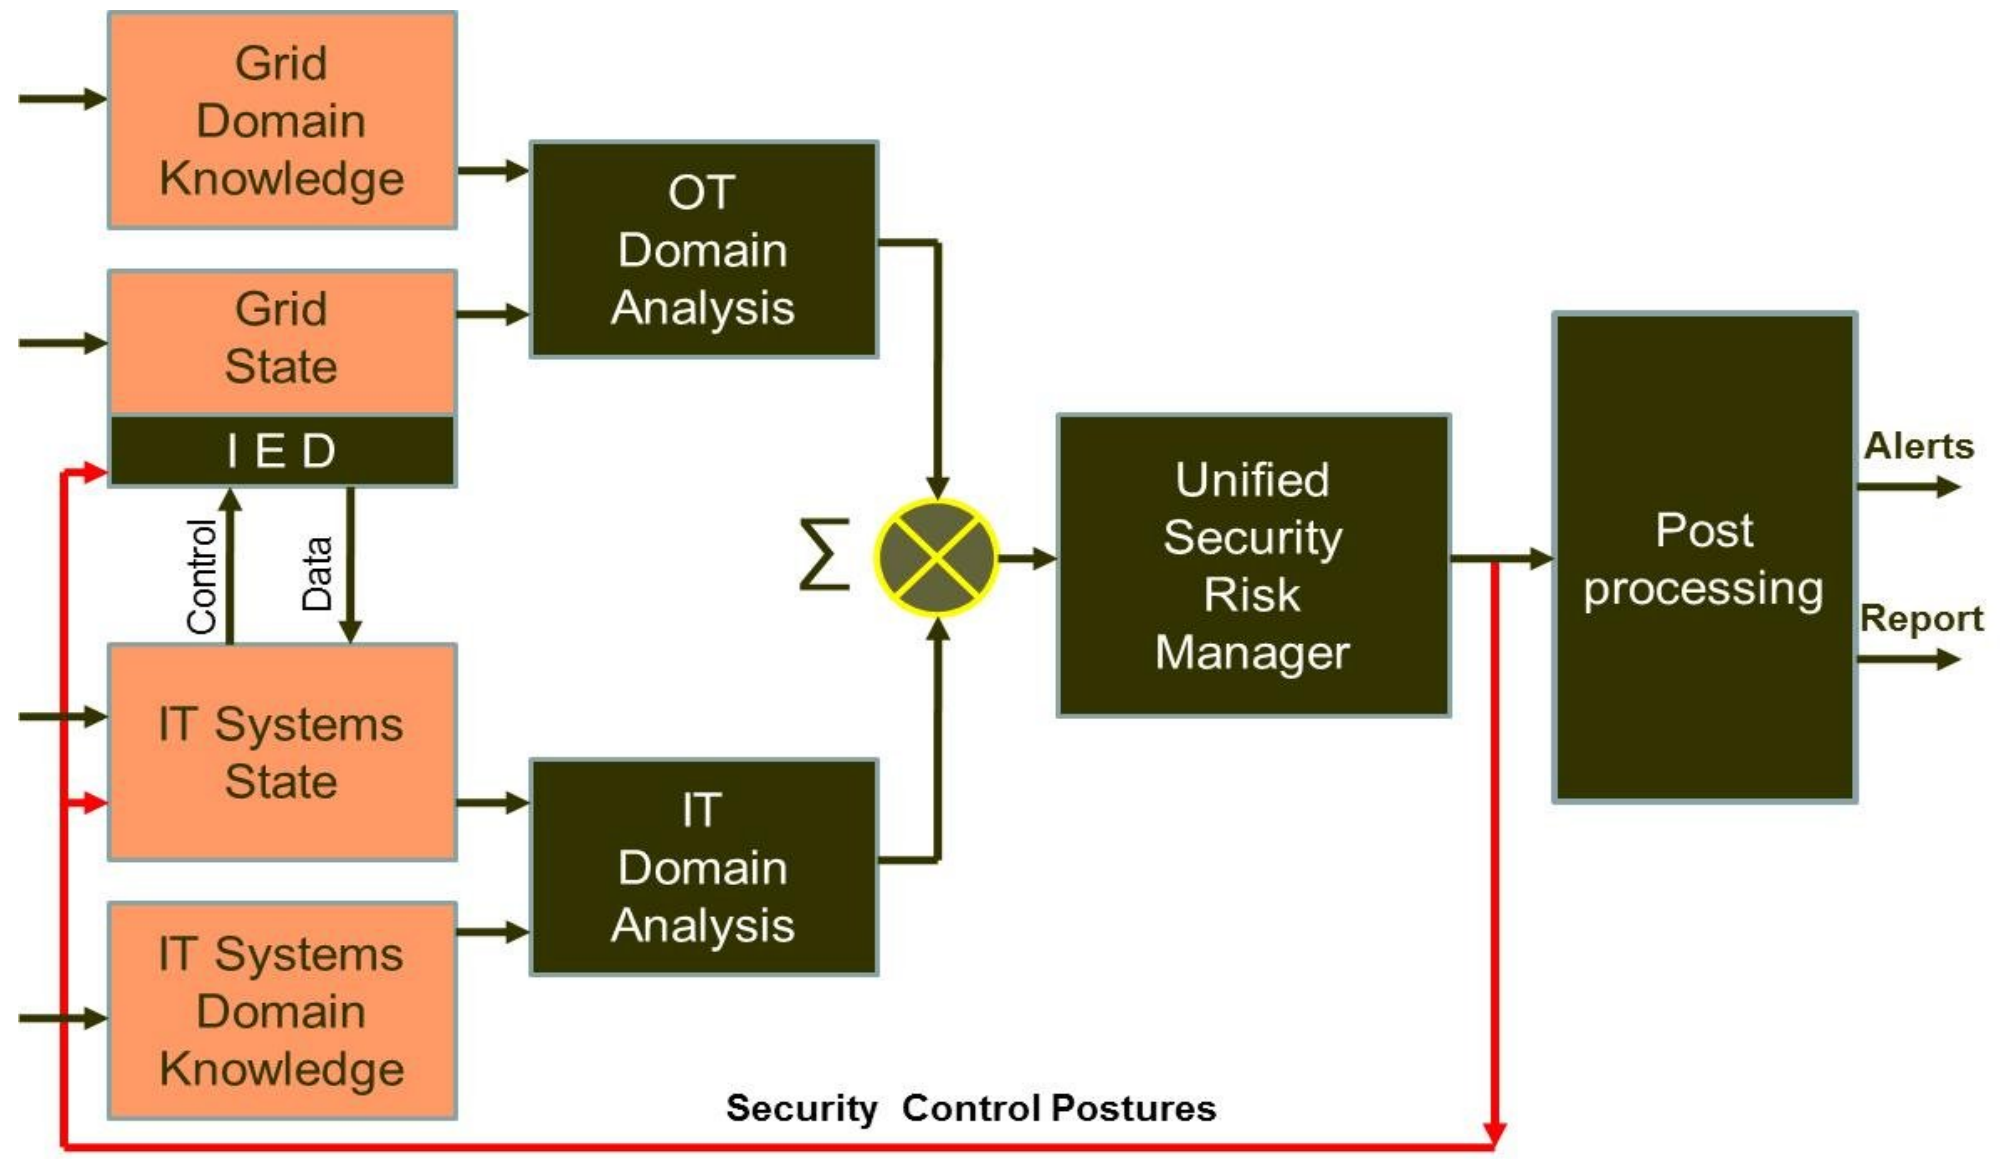 Grid
Domain
Knowledge
OT
Domain
Analysis
Grid
State
I E D
Control
Data
∑
Unified
Security
Risk
Manager
Post
processing
Alerts
Report
IT Systems
State
IT
Domain
Analysis
IT Systems
Domain
Knowledge
Security Control Postures